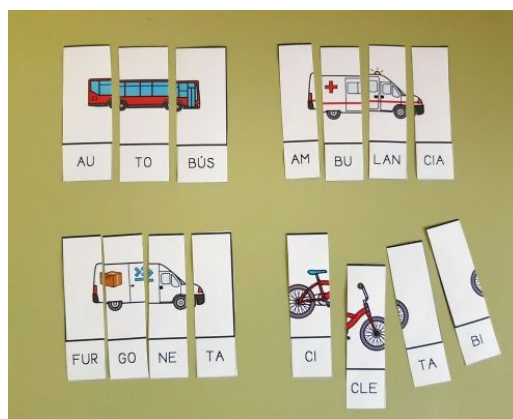 AU TO BÚS
AM BU LAN CIA
FUR GO NE TA
CI CLE TA BI